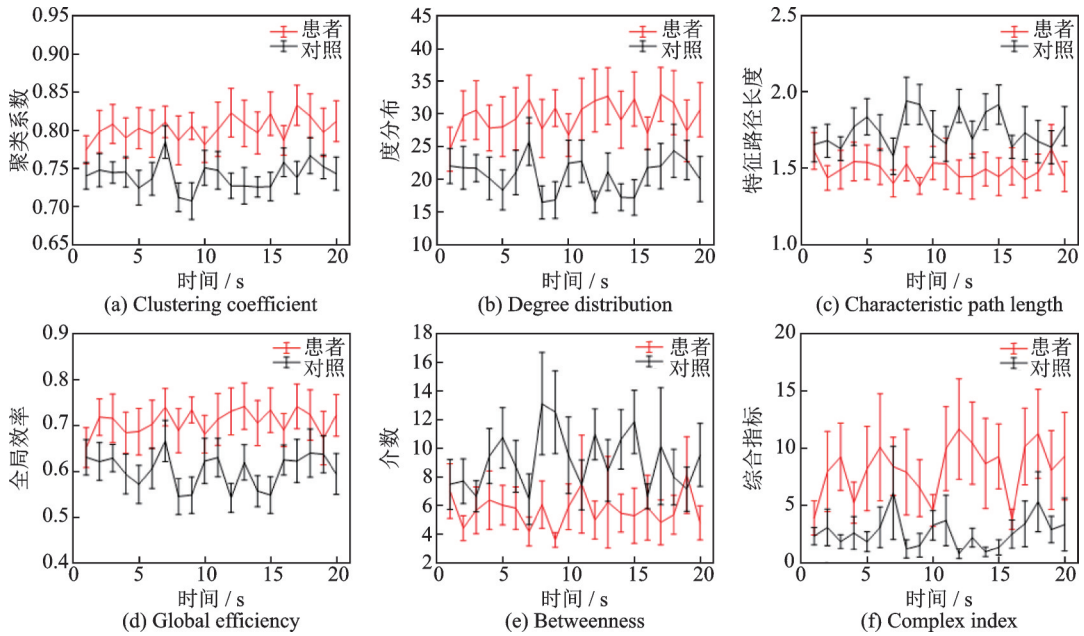 0.95
0.90
0.85
0.80
0.75
0.70
0.65
聚类系数
患者
对照
0 5 10 15 20
时间 / s
(a) Clustering coefficient
45
40
35
30
25
20
15
10
度分布
患者
对照
0 5 10 15 20
时间 / s
(b) Degree distribution
2.5
2.0
1.5
1.0
特征路径长度
患者
对照
0 5 10 15 20
时间 / s
(c) Characteristic path length
0.9
0.8
0.7
0.6
0.5
0.4
全局效率
患者
对照
0 5 10 15 20
时间 / s
(d) Global efficiency
18
16
14
12
10
8
6
4
2
介数
患者
对照
0 5 10 15 20
时间 / s
(e) Betweenness
20
15
10
5
0
综合指标
患者
对照
0 5 10 15 20
时间 / s
(f) Complex index